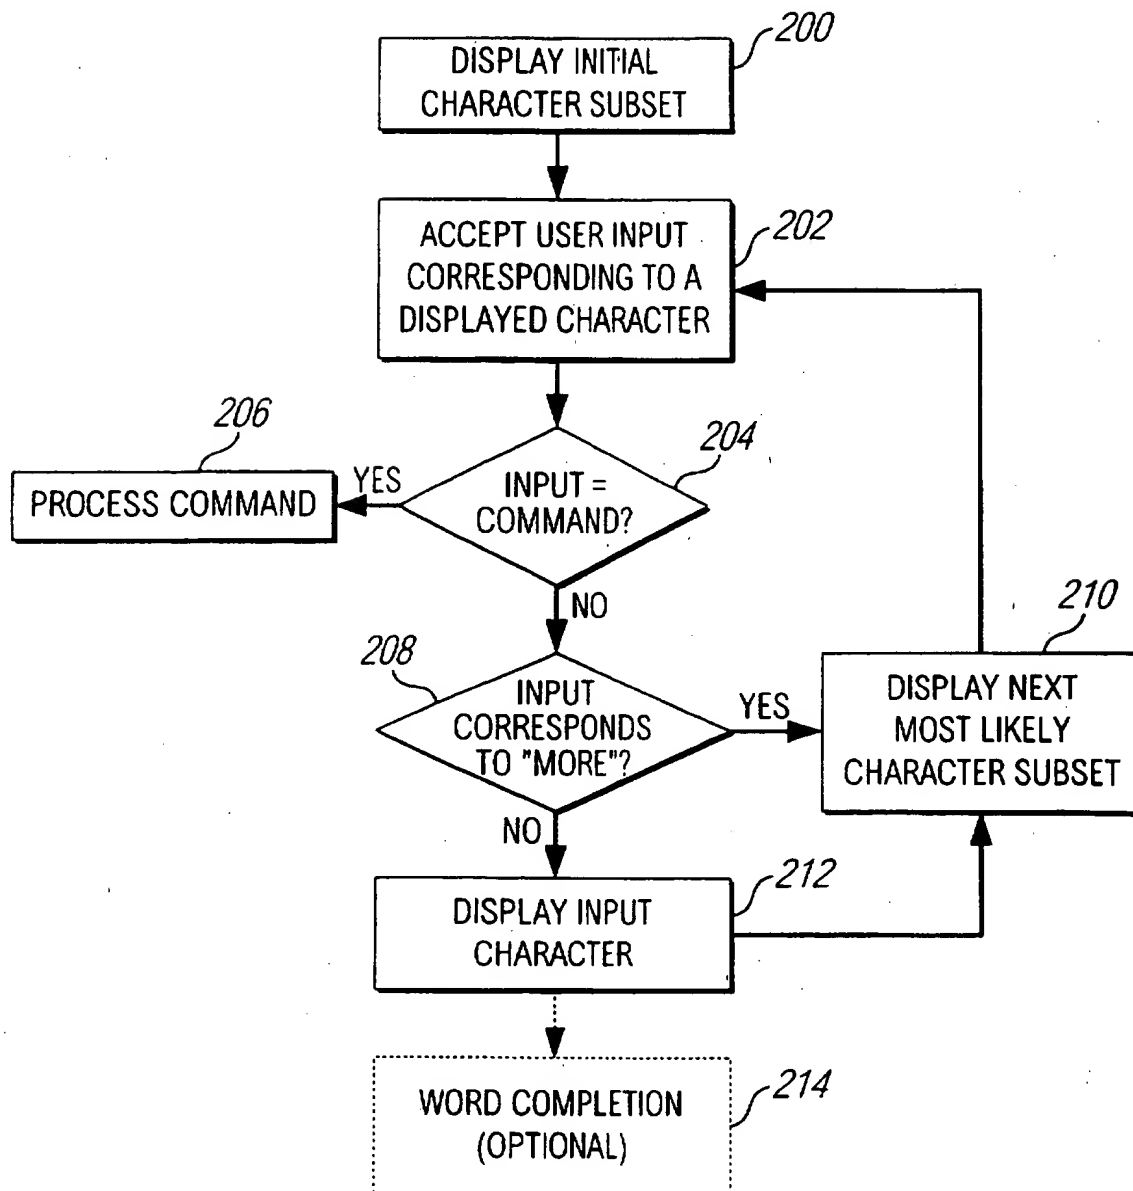 200
DISPLAY INITIAL
CHARACTER SUBSET
202
ACCEPT USER INPUT
CORRESPONDING TO A
DISPLAYED CHARACTER
206
PROCESS COMMAND
YES
204
INPUT =
COMMAND?
NO
208
INPUT
CORRESPONDS
TO "MORE"?
YES
210
DISPLAY NEXT
MOST LIKELY
CHARACTER SUBSET
NO
212
DISPLAY INPUT
CHARACTER
214
WORD COMPLETION
(OPTIONAL)